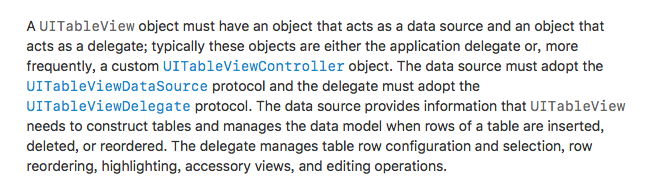 A UITableView object must have an object that acts as a data source and an object that
acts as a delegate; typically these objects are either the application delegate or, more
frequently, a custom UITableViewController object. The data source must adopt the
UITableViewDataSource protocol and the delegate must adopt the
UITableViewDelegate protocol. The data source provides information that UITableView
needs to construct tables and manages the data model when rows of a table are inserted,
deleted, or reordered. The delegate manages table row configuration and selection, row
reordering, highlighting, accessory views, and editing operations.